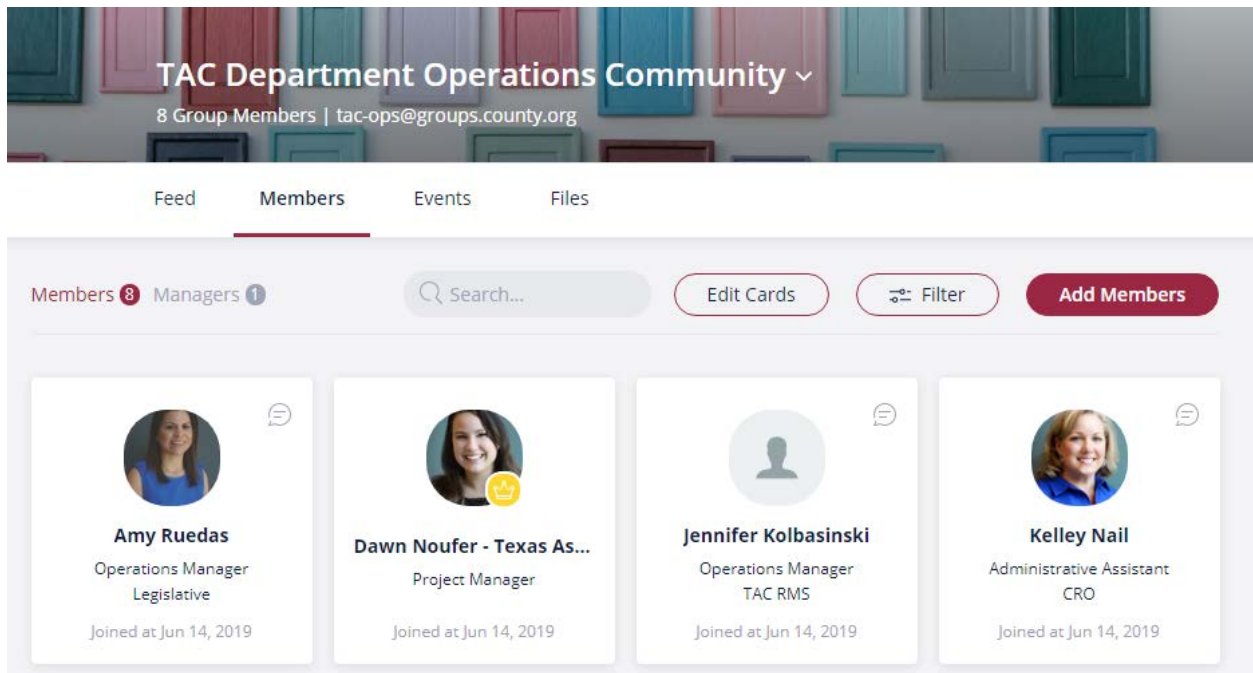 TAC Department Operations Community
8 Group Members | tac-ops@groups.county.org
Feed Members Events Files
Members 8 Managers 1 Search... Edit Cards Filter Add Members
Amy Ruedas
Operations Manager
Legislative
Joined at Jun 14, 2019
Dawn Noufer - Texas As...
Project Manager
Joined at Jun 14, 2019
Jennifer Kolbasinski
Operations Manager
TAC RMS
Joined at Jun 14, 2019
Kelley Nail
Administrative Assistant
CRO
Joined at Jun 14, 2019